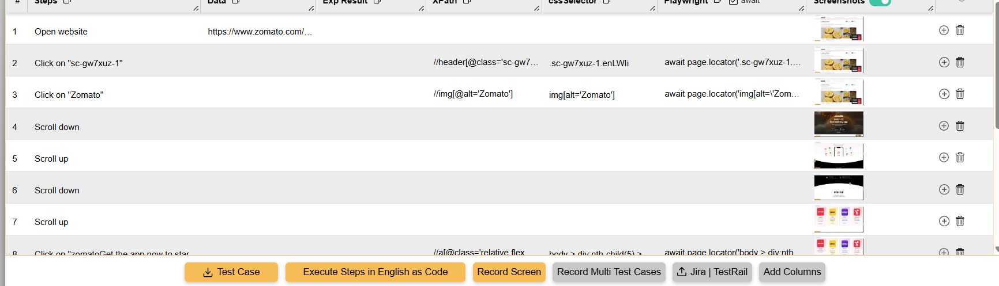 # Steps Data Exp Result XPath cssSelector Playwright await Screenshots
1 Open website https://www.zomato.com/...
2 Click on "sc-gw7xuz-1" //header[@class='sc-gw7... .sc-gw7xuz-1.enLWli await page.locator('.sc-gw7xuz-1....
3 Click on "Zomato" //img[@alt='Zomato'] img[alt='Zomato'] await page.locator('img[alt=\'Zom...
4 Scroll down
5 Scroll up
6 Scroll down
eternal
7 Scroll up
8 Click on "zomatoGet the app now to star //a[@class='relative flex body > div:nth-child(5) > await page.locator('body > div:nth
Test Case Execute Steps in English as Code Record Screen Record Multi Test Cases Jira | TestRail Add Columns